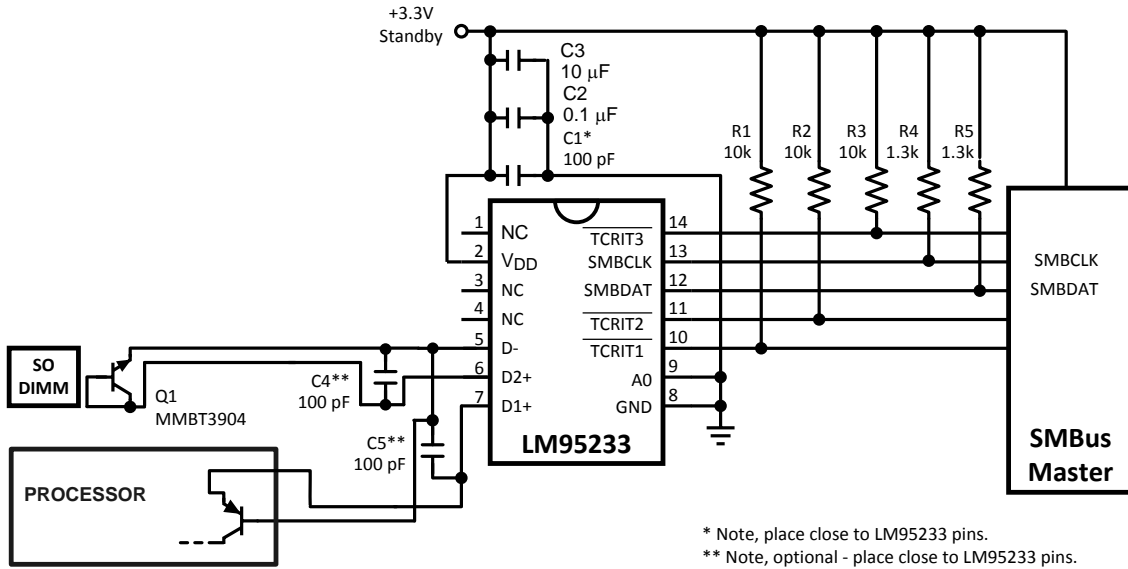 +3.3V
Standby
C3
10 μF
C2
0.1 μF
C1*
100 pF
R1
10k
R2
10k
R3
10k
R4
1.3k
R5
1.3k
1
NC
2
VDD
3
NC
4
NC
5
D-
6
D2+
7
D1+
14
TCRIT3
13
SMBCLK
12
SMBDAT
11
TCRIT2
10
TCRIT1
9
A0
8
GND
LM95233
SMBCLK
SMBDAT
SMBus
Master
SO
DIMM
Q1
MMBT3904
C4**
100 pF
C5**
100 pF
PROCESSOR
* Note, place close to LM95233 pins.
** Note, optional - place close to LM95233 pins.